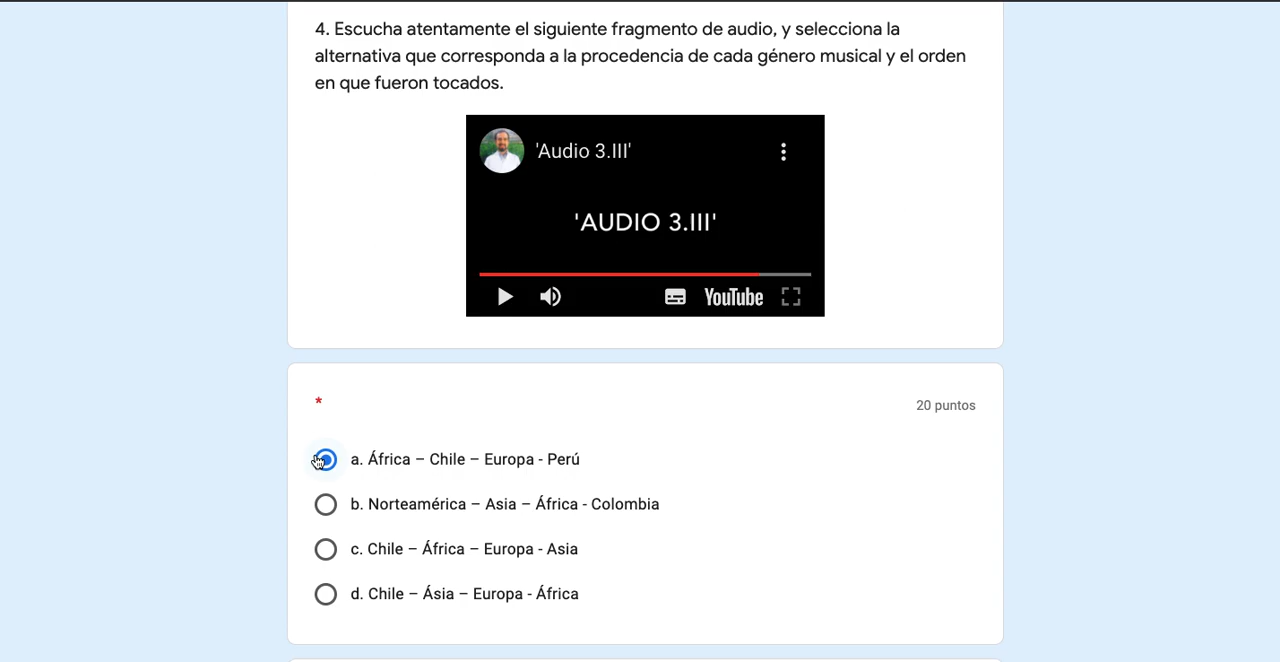 4. Escucha atentamente el siguiente fragmento de audio, y selecciona la
alternativa que corresponda a la procedencia de cada género musical y el orden
en que fueron tocados.
'Audio 3.III'
'AUDIO 3.III'
YouTube
*
20 puntos
a. África – Chile – Europa - Perú
b. Norteamérica – Asia – África - Colombia
c. Chile – África – Europa - Asia
d. Chile – Ásia – Europa - África